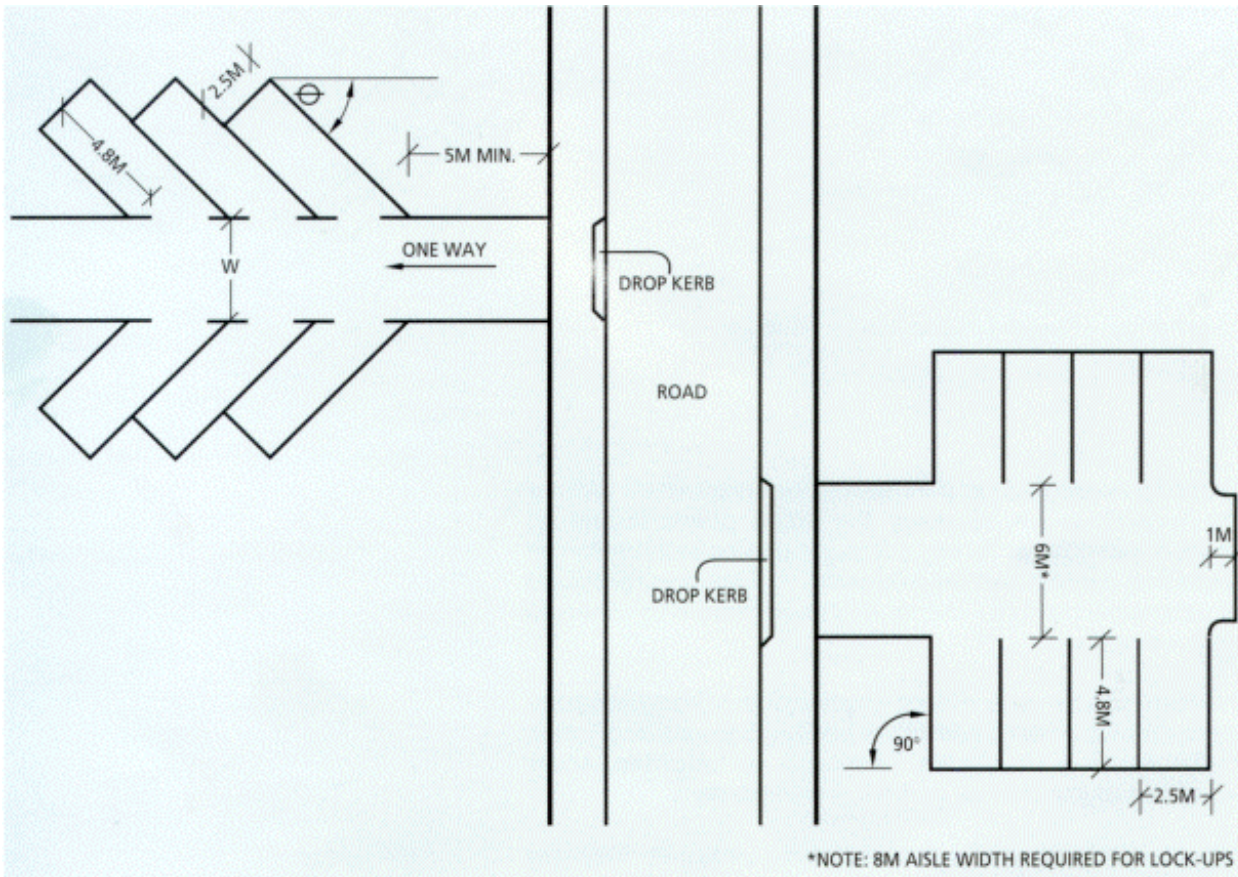 2.5M
Φ
4.8M
5M MIN.
ONE WAY
W
DROP KERB
ROAD
1M
6M*
DROP KERB
4.8M
90°
2.5M
*NOTE: 8M AISLE WIDTH REQUIRED FOR LOCK-UPS